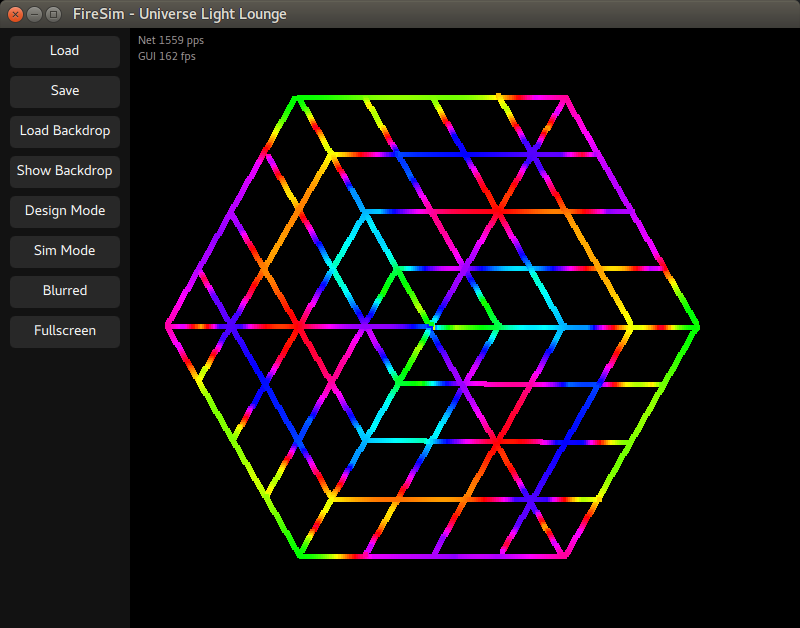 FireSim - Universe Light Lounge
Load
Save
Load Backdrop
Show Backdrop
Design Mode
Sim Mode
Blurred
Fullscreen
Net 1559 pps
GUI 162 fps